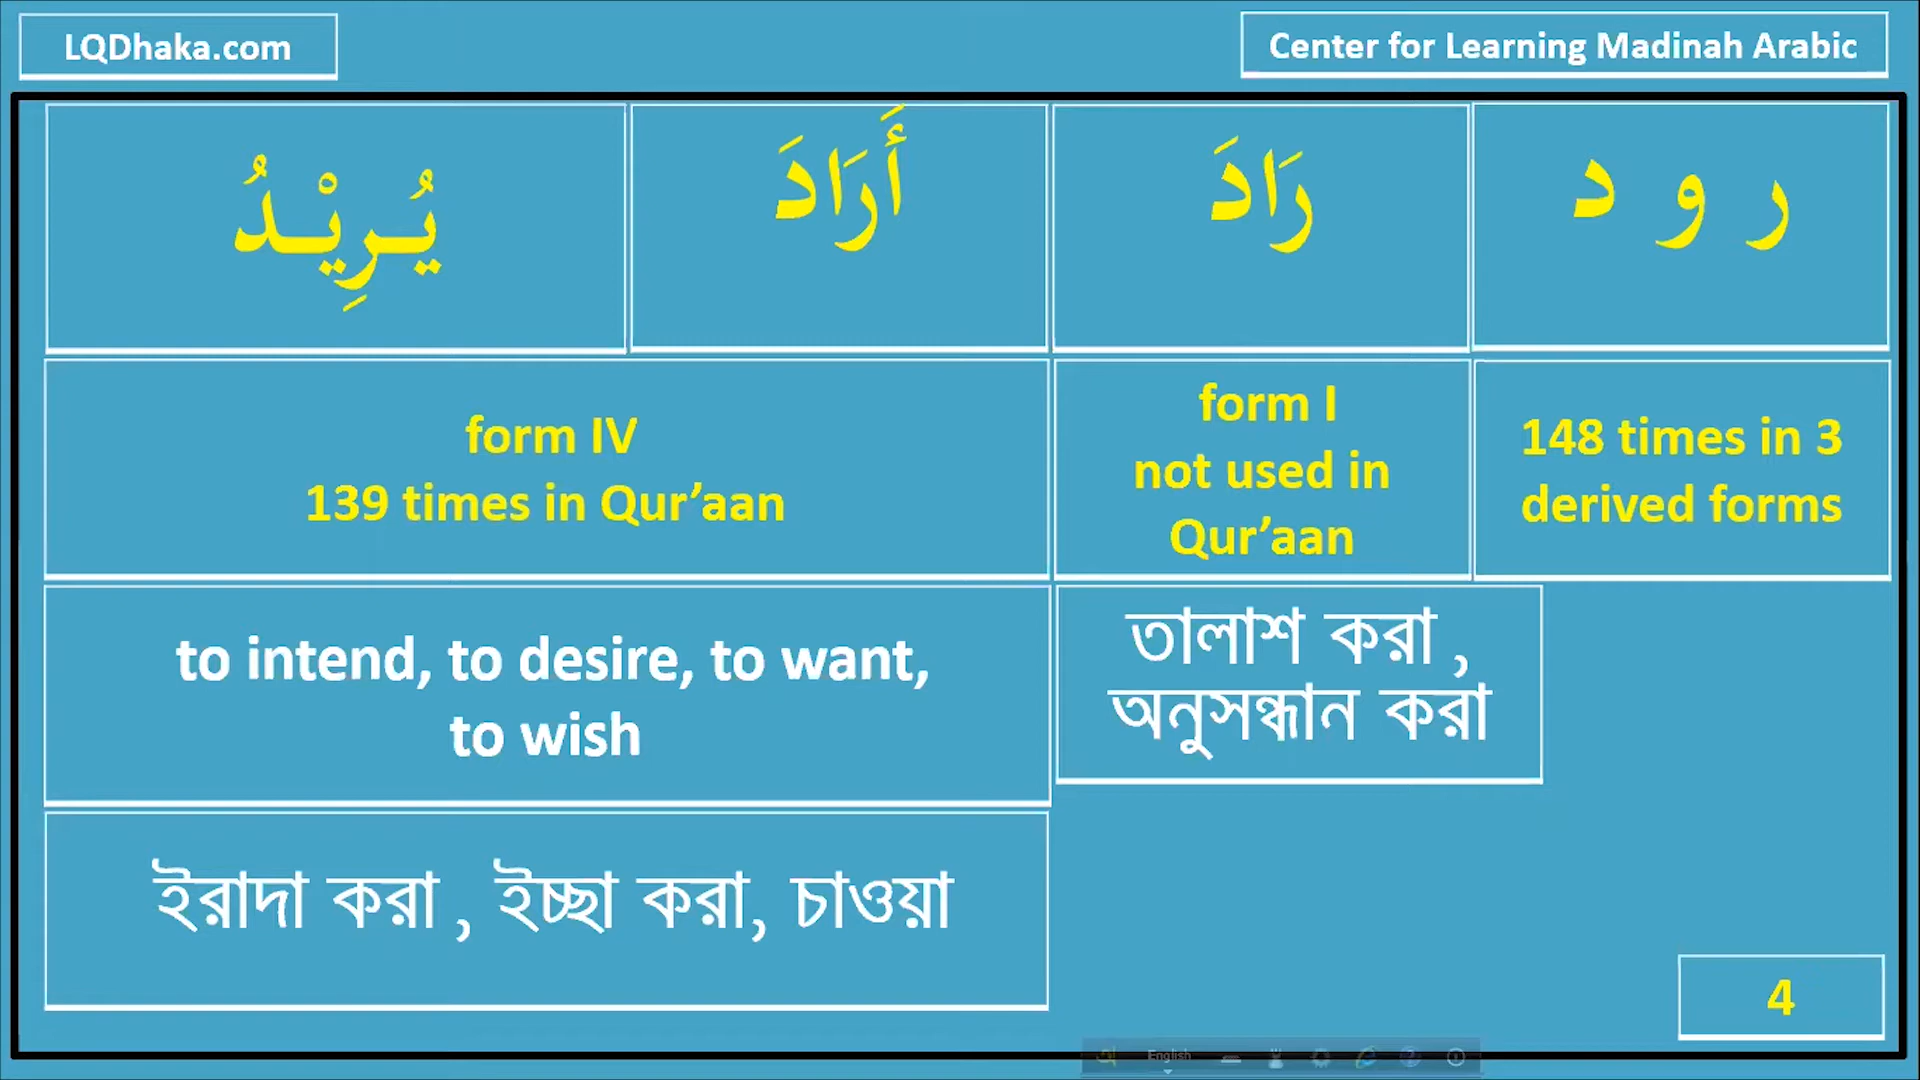 LQDhaka.com
Center for Learning Madinah Arabic
ر و د
رَادَ
أَرَادَ
يُـرِيْـدُ
148 times in 3
derived forms
form I
not used in
Qur’aan
form IV
139 times in Qur’aan
তালাশ করা ,
অনুসন্ধান করা
to intend, to desire, to want,
to wish
ইরাদা করা , ইচ্ছা করা, চাওয়া
4
English